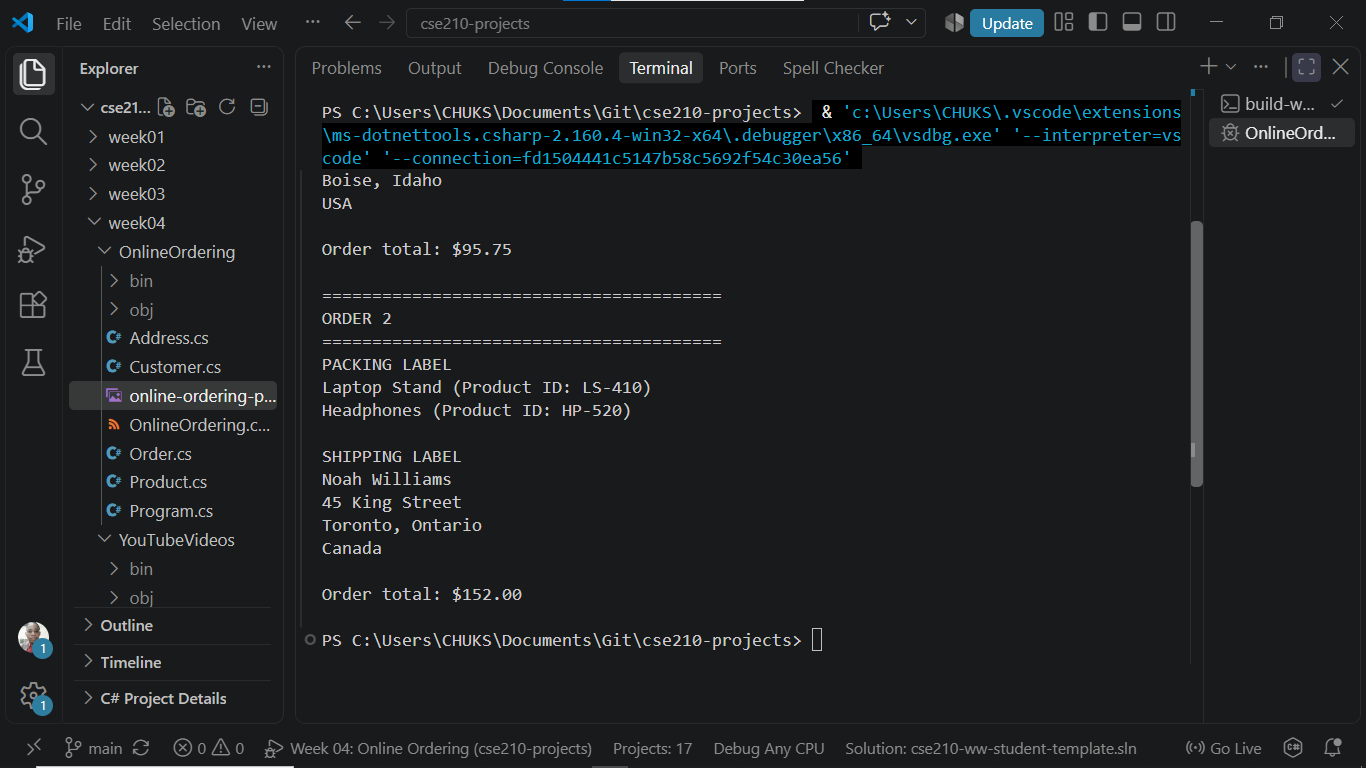 File Edit Selection View ... cse210-projects Update
Explorer ...
cse21...
week01
week02
week03
week04
OnlineOrdering
bin
obj
Address.cs
Customer.cs
online-ordering-p...
OnlineOrdering.c...
Order.cs
Product.cs
Program.cs
YouTubeVideos
bin
obj
Outline
Timeline
C# Project Details
1
1
Problems Output Debug Console Terminal Ports Spell Checker
PS C:\Users\CHUKS\Documents\Git\cse210-projects> & 'c:\Users\CHUKS\.vscode\extensions
\ms-dotnettools.csharp-2.160.4-win32-x64\.debugger\x86_64\vsdbg.exe' '--interpreter=vs
code' '--connection=fd1504441c5147b58c5692f54c30ea56'
Boise, Idaho
USA
Order total: $95.75
========================================
ORDER 2
========================================
PACKING LABEL
Laptop Stand (Product ID: LS-410)
Headphones (Product ID: HP-520)
SHIPPING LABEL
Noah Williams
45 King Street
Toronto, Ontario
Canada
Order total: $152.00
PS C:\Users\CHUKS\Documents\Git\cse210-projects>
build-w...
OnlineOrd...
main 0 0 Week 04: Online Ordering (cse210-projects) Projects: 17 Debug Any CPU Solution: cse210-ww-student-template.sln Go Live